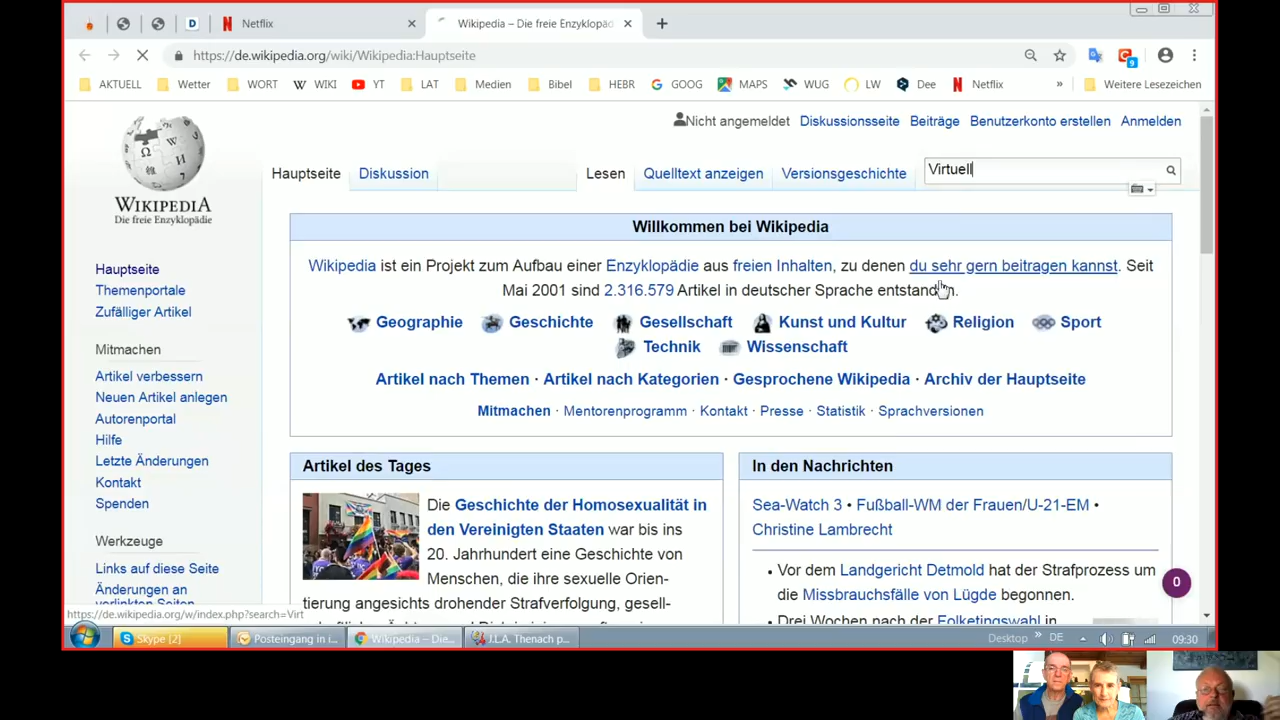 Netflix
Wikipedia – Die freie Enzyklopäd
https://de.wikipedia.org/wiki/Wikipedia:Hauptseite
AKTUELL Wetter WORT WIKI YT LAT Medien Bibel HEBR GOOG MAPS WUG LW Dee Netflix » Weitere Lesezeichen
Nicht angemeldet Diskussionsseite Beiträge Benutzerkonto erstellen Anmelden
Hauptseite Diskussion Lesen Quelltext anzeigen Versionsgeschichte Virtuell
WIKIPEDIA
Die freie Enzyklopädie
Hauptseite
Themenportale
Zufälliger Artikel
Mitmachen
Artikel verbessern
Neuen Artikel anlegen
Autorenportal
Hilfe
Letzte Änderungen
Kontakt
Spenden
Werkzeuge
Links auf diese Seite
Änderungen an
verlinkten Seiten
Willkommen bei Wikipedia
Wikipedia ist ein Projekt zum Aufbau einer Enzyklopädie aus freien Inhalten, zu denen du sehr gern beitragen kannst. Seit
Mai 2001 sind 2.316.579 Artikel in deutscher Sprache entstanden.
Geographie Geschichte Gesellschaft Kunst und Kultur Religion Sport
Technik Wissenschaft
Artikel nach Themen · Artikel nach Kategorien · Gesprochene Wikipedia · Archiv der Hauptseite
Mitmachen · Mentorenprogramm · Kontakt · Presse · Statistik · Sprachversionen
Artikel des Tages
Die Geschichte der Homosexualität in
den Vereinigten Staaten war bis ins
20. Jahrhundert eine Geschichte von
Menschen, die ihre sexuelle Orien-
tierung angesichts drohender Strafverfolgung, gesell-
In den Nachrichten
Sea-Watch 3 • Fußball-WM der Frauen/U-21-EM •
Christine Lambrecht
• Vor dem Landgericht Detmold hat der Strafprozess um
die Missbrauchsfälle von Lügde begonnen.
• Drei Wochen nach der Folketingswahl in
0
https://de.wikipedia.org/w/index.php?search=Virt
Skype (2) Posteingang in i... Wikipedia – Die... J.L.A. Thenach p... Desktop » DE 09:30